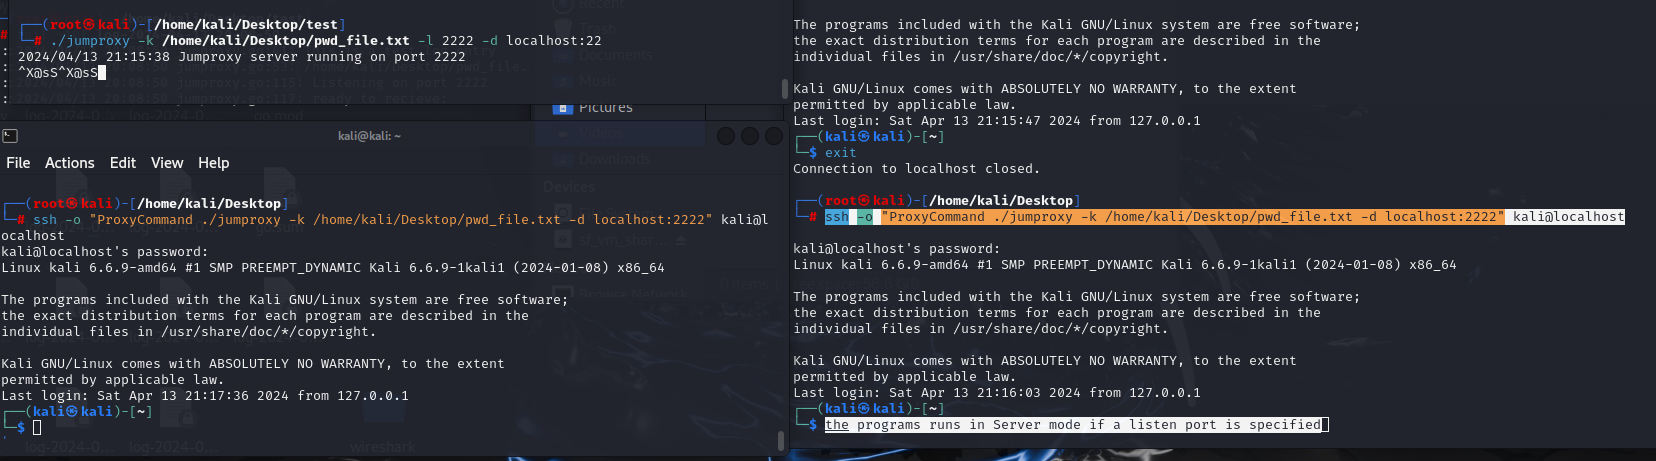 ┌──(root㉿kali)-[/home/kali/Desktop/test]
└─# ./jumproxy -k /home/kali/Desktop/pwd_file.txt -l 2222 -d localhost:22
2024/04/13 21:15:38 Jumproxy server running on port 2222
^X@sS^X@sS
Recent
Trash
Documents
Music
Pictures
Videos
Downloads
Devices
kali@kali: ~
File Actions Edit View Help
┌──(root㉿kali)-[/home/kali/Desktop]
└─# ssh -o "ProxyCommand ./jumproxy -k /home/kali/Desktop/pwd_file.txt -d localhost:2222" kali@l
ocalhost
kali@localhost's password:
Linux kali 6.6.9-amd64 #1 SMP PREEMPT_DYNAMIC Kali 6.6.9-1kali1 (2024-01-08) x86_64
The programs included with the Kali GNU/Linux system are free software;
the exact distribution terms for each program are described in the
individual files in /usr/share/doc/*/copyright.
Kali GNU/Linux comes with ABSOLUTELY NO WARRANTY, to the extent
permitted by applicable law.
Last login: Sat Apr 13 21:17:36 2024 from 127.0.0.1
┌──(kali㉿kali)-[~]
└─$
wireshark
The programs included with the Kali GNU/Linux system are free software;
the exact distribution terms for each program are described in the
individual files in /usr/share/doc/*/copyright.
Kali GNU/Linux comes with ABSOLUTELY NO WARRANTY, to the extent
permitted by applicable law.
Last login: Sat Apr 13 21:15:47 2024 from 127.0.0.1
┌──(kali㉿kali)-[~]
└─$ exit
Connection to localhost closed.
┌──(root㉿kali)-[/home/kali/Desktop]
└─# ssh -o "ProxyCommand ./jumproxy -k /home/kali/Desktop/pwd_file.txt -d localhost:2222" kali@localhost
kali@localhost's password:
Linux kali 6.6.9-amd64 #1 SMP PREEMPT_DYNAMIC Kali 6.6.9-1kali1 (2024-01-08) x86_64
The programs included with the Kali GNU/Linux system are free software;
the exact distribution terms for each program are described in the
individual files in /usr/share/doc/*/copyright.
Kali GNU/Linux comes with ABSOLUTELY NO WARRANTY, to the extent
permitted by applicable law.
Last login: Sat Apr 13 21:16:03 2024 from 127.0.0.1
┌──(kali㉿kali)-[~]
└─$ the programs runs in Server mode if a listen port is specified